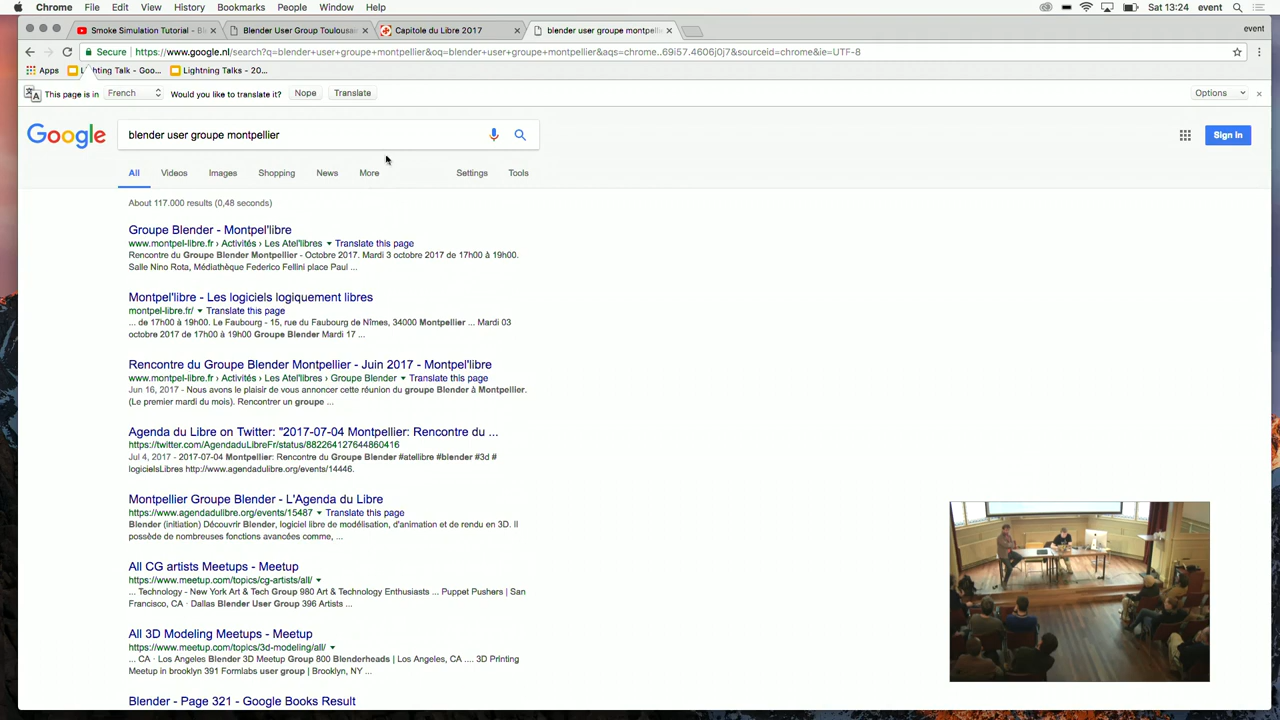 Chrome File Edit View History Bookmarks People Window Help Sat 13:24 event
Smoke Simulation Tutorial - Bl Blender User Group Toulousan Capitole du Libre 2017 blender user groupe montpelli event
Secure https://www.google.nl/search?q=blender+user+groupe+montpellier&oq=blender+user+groupe+montpellier&aqs=chrome..69i57.4606j0j7&sourceid=chrome&ie=UTF-8
Apps Lighting Talk - Goo... Lightning Talks - 20...
This page is in French Would you like to translate it? Nope Translate Options
Google blender user groupe montpellier Sign in
All Videos Images Shopping News More Settings Tools
About 117.000 results (0,48 seconds)
Groupe Blender - Montpel'libre
www.montpel-libre.fr › Activités › Les Atel'libres ▾ Translate this page
Rencontre du Groupe Blender Montpellier - Octobre 2017. Mardi 3 octobre 2017 de 17h00 à 19h00.
Salle Nino Rota, Médiathèque Federico Fellini place Paul ...
Montpel'libre - Les logiciels logiquement libres
montpel-libre.fr/ ▾ Translate this page
... de 17h00 à 19h00. Le Faubourg - 15, rue du Faubourg de Nîmes, 34000 Montpellier ... Mardi 03
octobre 2017 de 17h00 à 19h00 Groupe Blender Mardi 17 ...
Rencontre du Groupe Blender Montpellier - Juin 2017 - Montpel'libre
www.montpel-libre.fr › Activités › Les Atel'libres › Groupe Blender ▾ Translate this page
Jun 16, 2017 - Nous avons le plaisir de vous annoncer cette réunion du groupe Blender à Montpellier.
(Le premier mardi du mois). Rencontrer un groupe ...
Agenda du Libre on Twitter: "2017-07-04 Montpellier: Rencontre du ...
https://twitter.com/AgendaduLibreFr/status/882264127644860416
Jul 4, 2017 - 2017-07-04 Montpellier: Rencontre du Groupe Blender #atellibre #blender #3d #
logicielsLibres http://www.agendadulibre.org/events/14446.
Montpellier Groupe Blender - L'Agenda du Libre
https://www.agendadulibre.org/events/15487 ▾ Translate this page
Blender (initiation) Découvrir Blender, logiciel libre de modélisation, d'animation et de rendu en 3D. Il
possède de nombreuses fonctions avancées comme, ...
All CG artists Meetups - Meetup
https://www.meetup.com/topics/cg-artists/all/ ▾
... Technology - New York Art & Tech Group 980 Art & Technology Enthusiasts ... Puppet Pushers | San
Francisco, CA · Dallas Blender User Group 396 Artists ...
All 3D Modeling Meetups - Meetup
https://www.meetup.com/topics/3d-modeling/all/ ▾
... CA · Los Angeles Blender 3D Meetup Group 800 Blenderheads | Los Angeles, CA .... 3D Printing
Meetup in brooklyn 391 Formlabs user group | Brooklyn, NY ...
Blender - Page 321 - Google Books Result